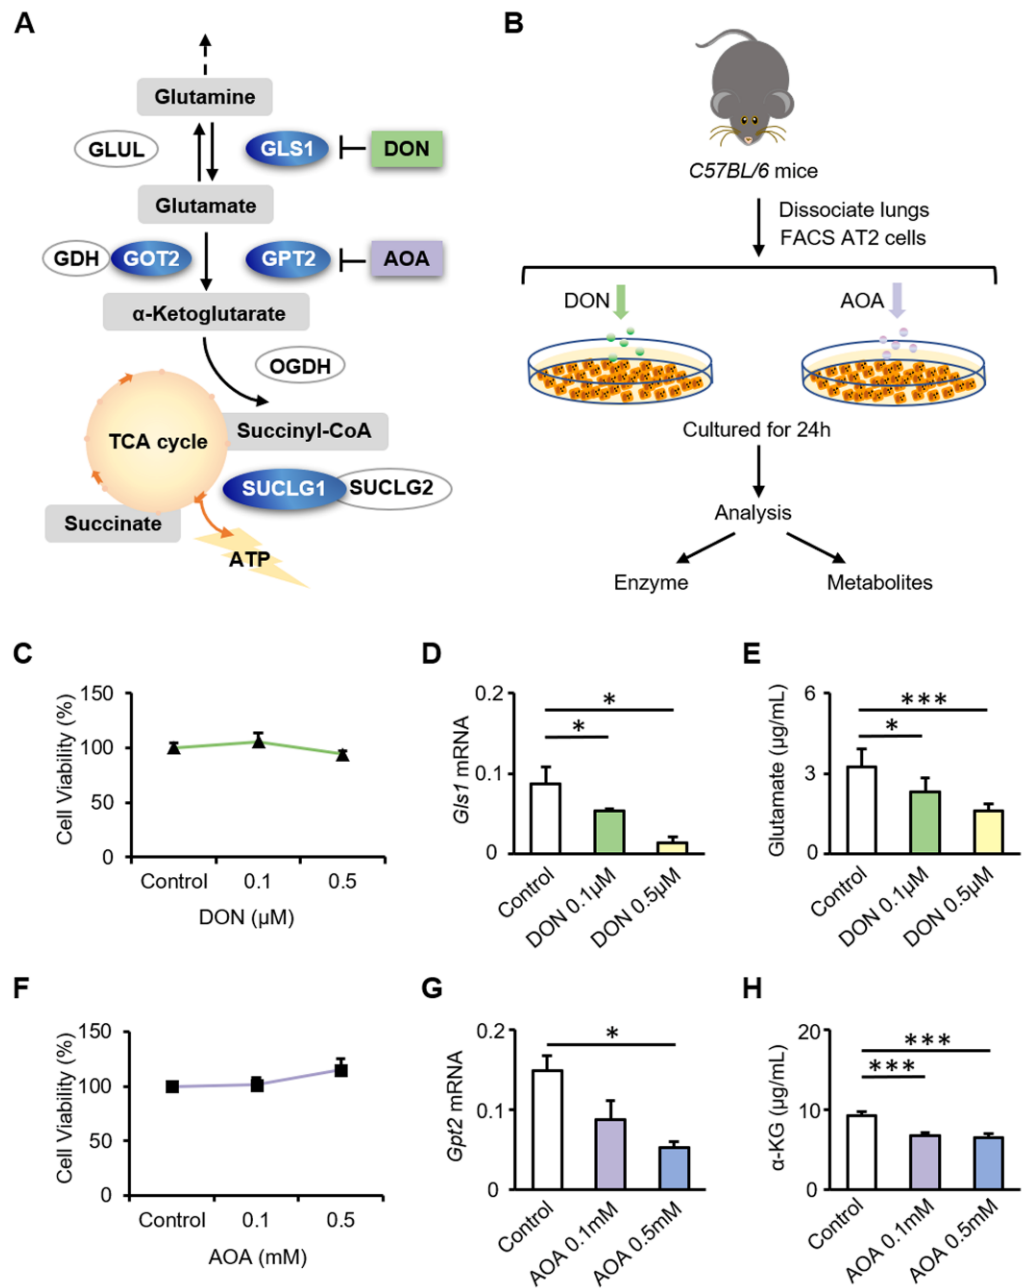 A
Glutamine
GLUL
GLS1
DON
Glutamate
GDH
GOT2
GPT2
AOA
α-Ketoglutarate
OGDH
TCA cycle
Succinyl-CoA
SUCLG1
SUCLG2
Succinate
ATP
B
C57BL/6 mice
Dissociate lungs
FACS AT2 cells
DON
AOA
Cultured for 24h
Analysis
Enzyme
Metabolites
C
Cell Viability (%)
150
100
50
0
Control
0.1
0.5
DON (μM)
D
Gls1 mRNA
0.2
0.1
0
*
*
Control
DON 0.1μM
DON 0.5μM
E
Glutamate (μg/mL)
6
3
0
***
*
Control
DON 0.1μM
DON 0.5μM
F
Cell Viability (%)
150
100
50
0
Control
0.1
0.5
AOA (mM)
G
Gpt2 mRNA
0.2
0.1
0
*
Control
AOA 0.1mM
AOA 0.5mM
H
α-KG (μg/mL)
20
10
0
***
***
Control
AOA 0.1mM
AOA 0.5mM